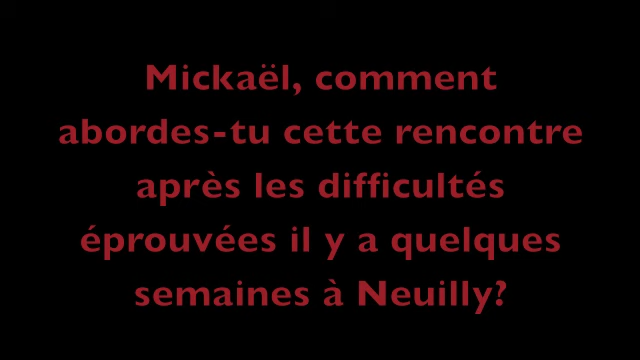 Mickaël, comment
abordes-tu cette rencontre
après les difficultés
éprouvées il y a quelques
semaines à Neuilly?